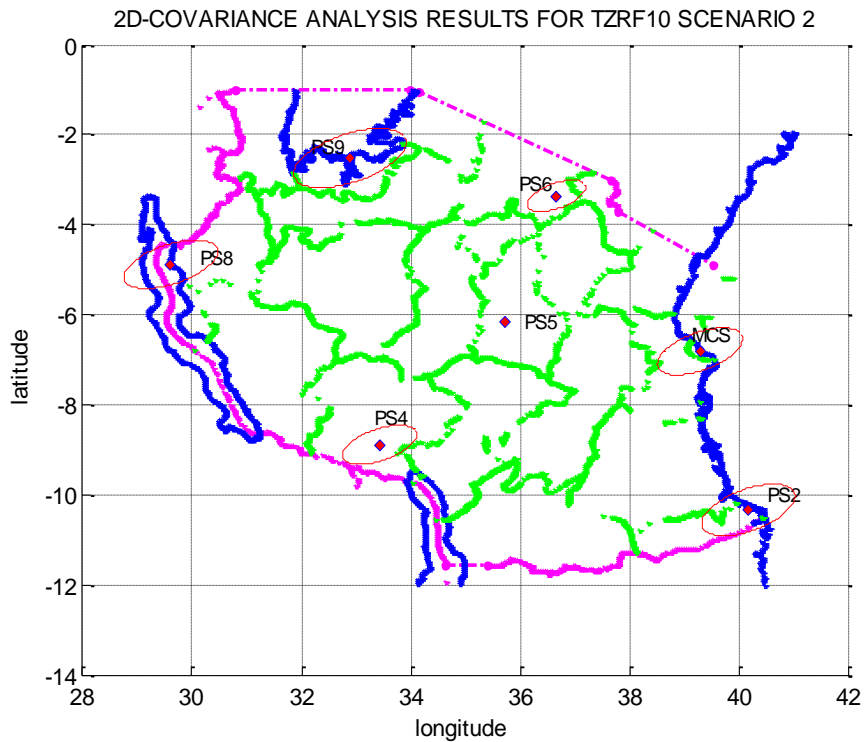 2D-COVARIANCE ANALYSIS RESULTS FOR TZRF10 SCENARIO 2
0
-2
-4
-6
-8
-10
-12
-14
latitude
PS9
PS6
PS8
PS5
MCS
PS4
PS2
28 30 32 34 36 38 40 42
longitude